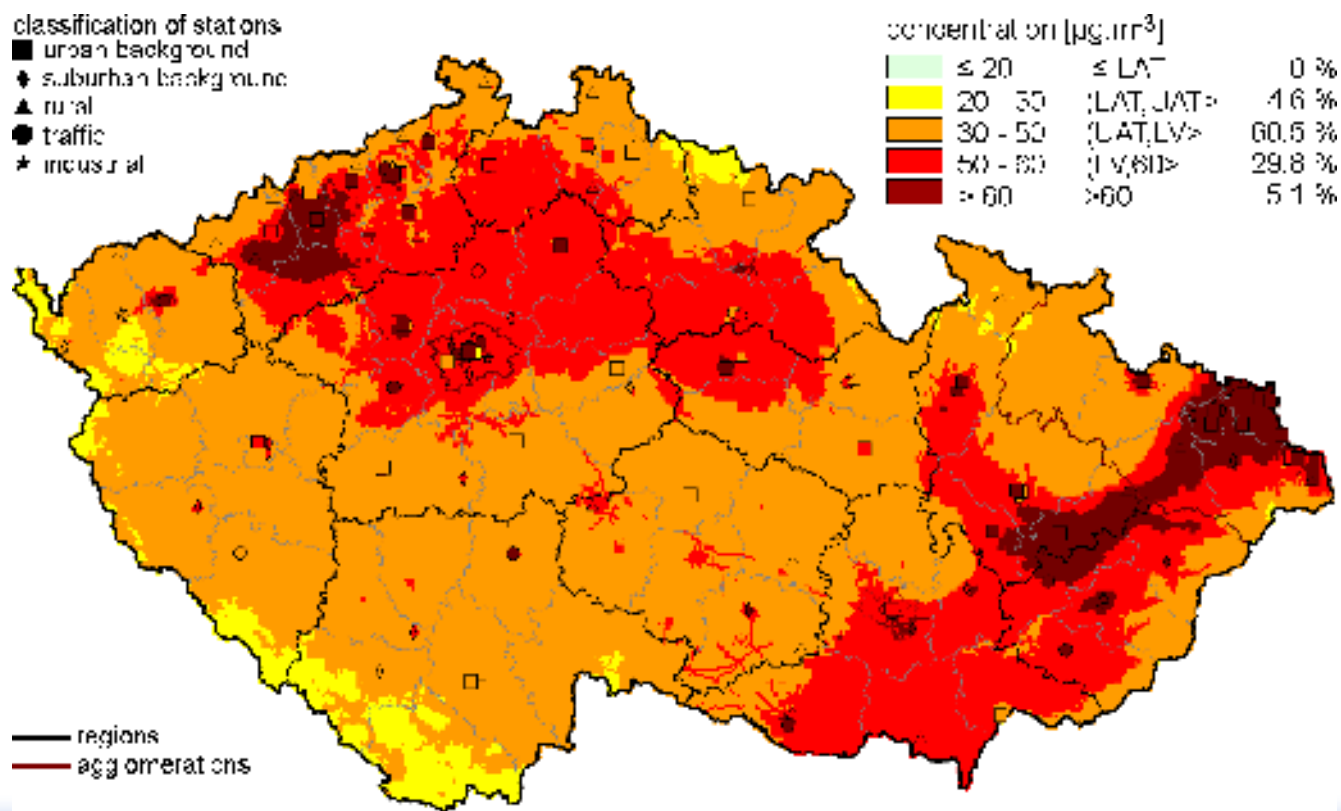 classification of stations
urban background
suburban background
rural
traffic
industrial
concentration [µg.m³]
≤ 20 ≤ LAT 0 %
20 - 30 (LAT, UAT> 4.6 %
30 - 50 (UAT,LV> 60.5 %
50 - 60 (LV,60> 29.8 %
> 60 >60 5.1 %
regions
agglomerations